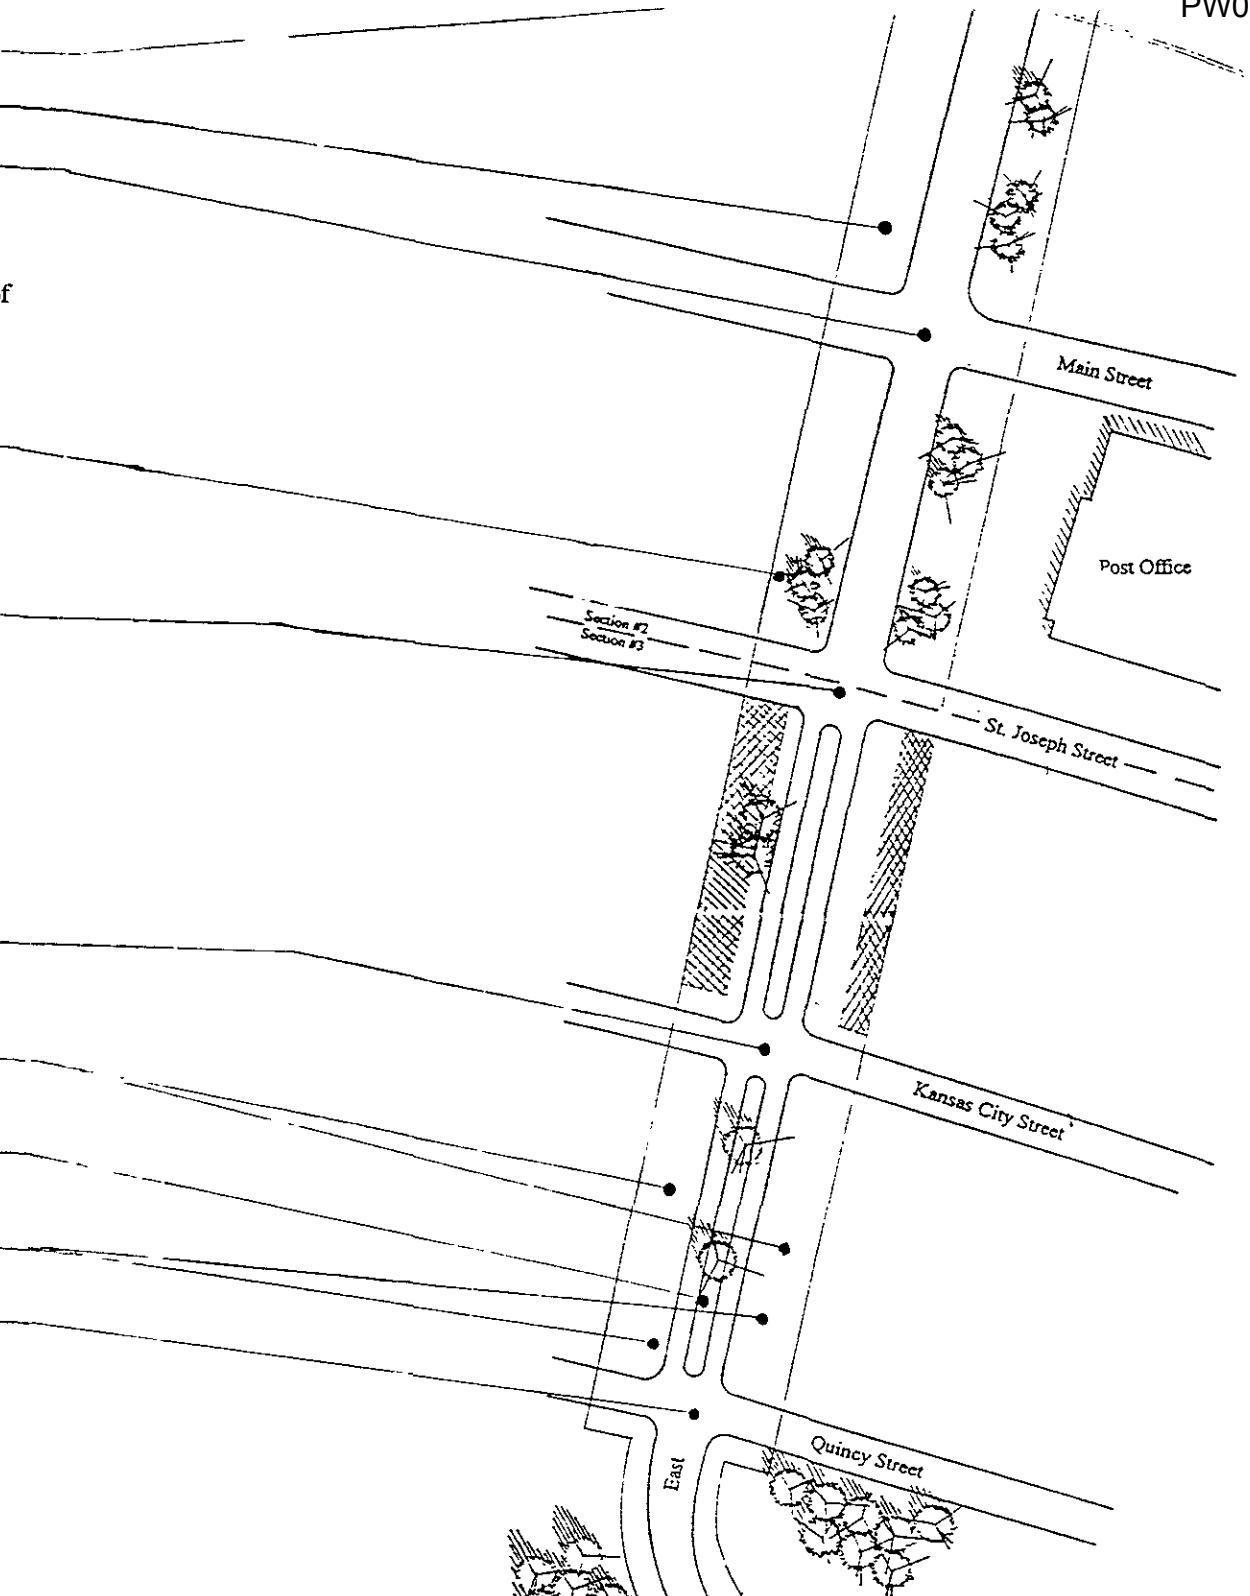 PW0
f
Main Street
Post Office
Section #2
Section #3
St. Joseph Street
Kansas City Street
Quincy Street
East